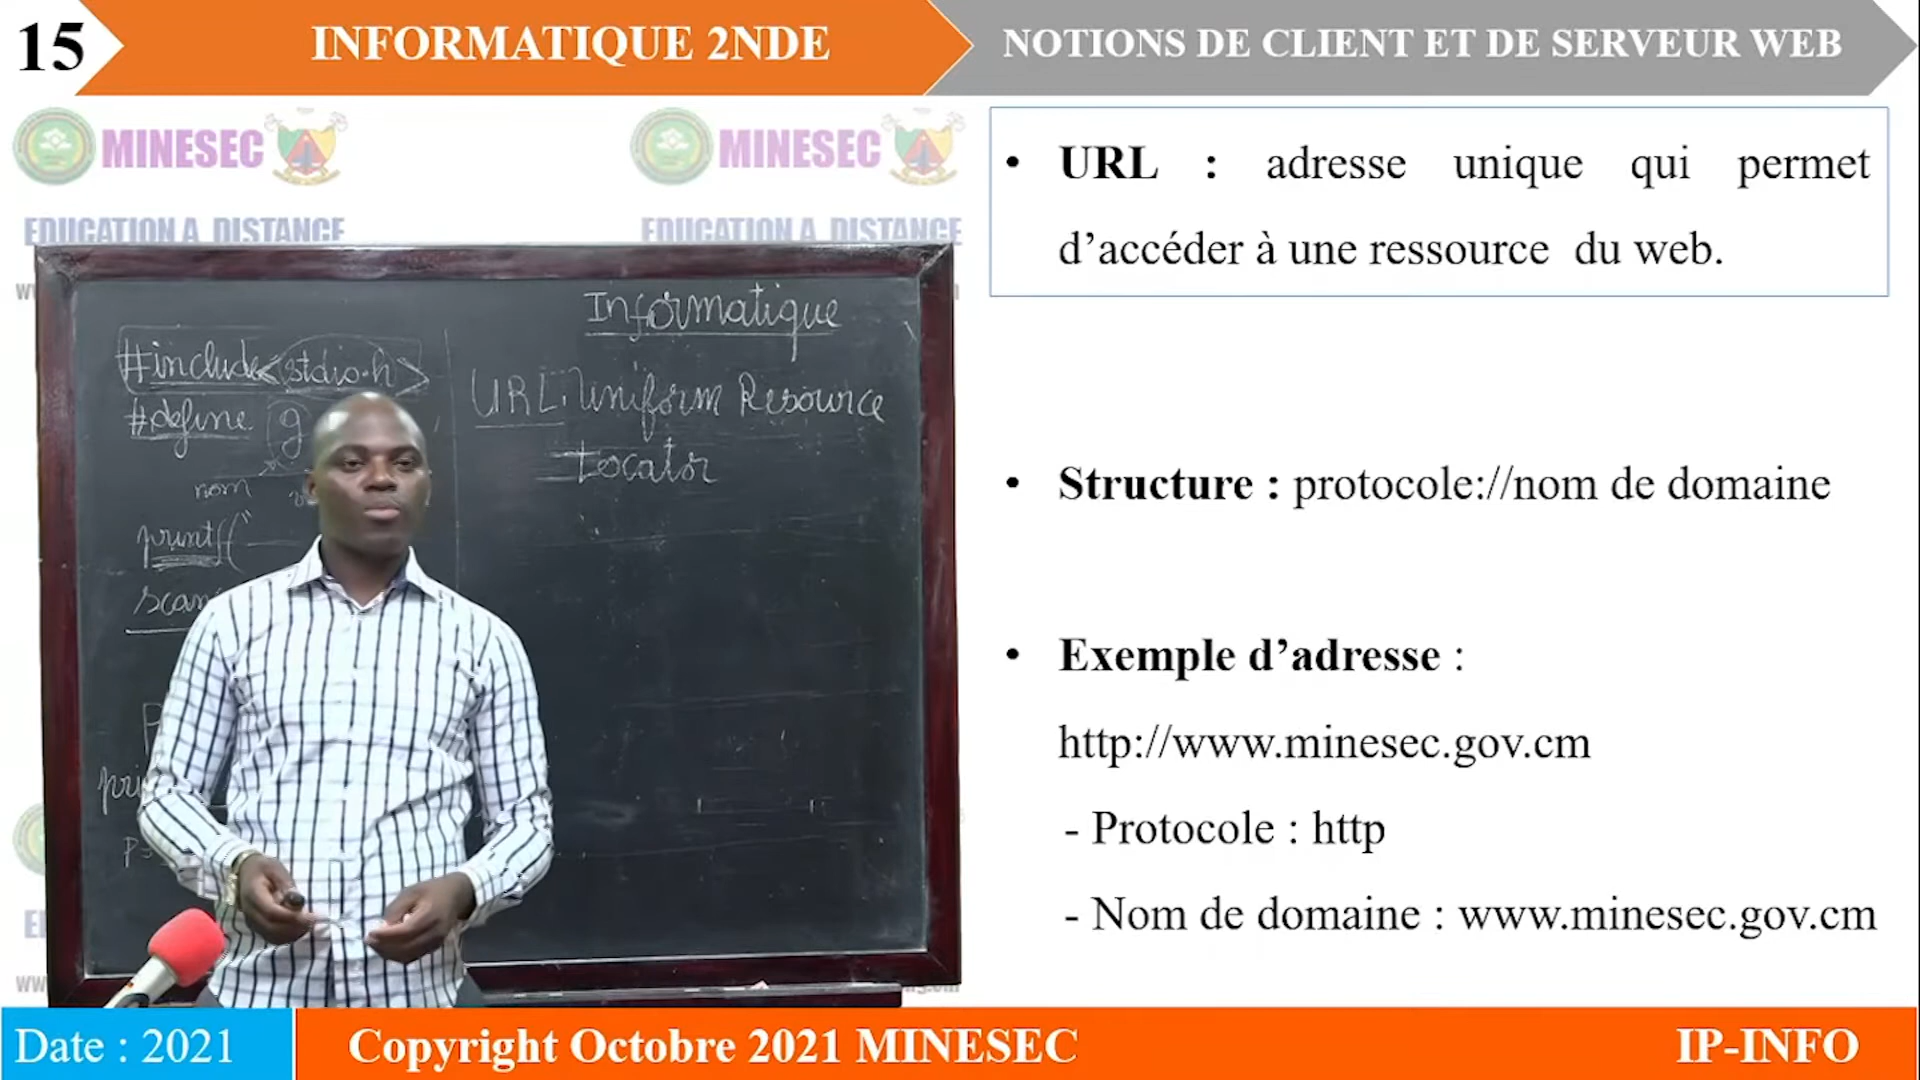 15
INFORMATIQUE 2NDE
NOTIONS DE CLIENT ET DE SERVEUR WEB
MINESEC
MINESEC
EDUCATION A DISTANCE
EDUCATION A DISTANCE
#include<stdio.h>
#define g
nom
printf("
scan
Informatique
URL: Uniform Resource
Locator
• URL : adresse unique qui permet
d’accéder à une ressource du web.
• Structure : protocole://nom de domaine
• Exemple d’adresse :
http://www.minesec.gov.cm
- Protocole : http
- Nom de domaine : www.minesec.gov.cm
Date : 2021
Copyright Octobre 2021 MINESEC
IP-INFO